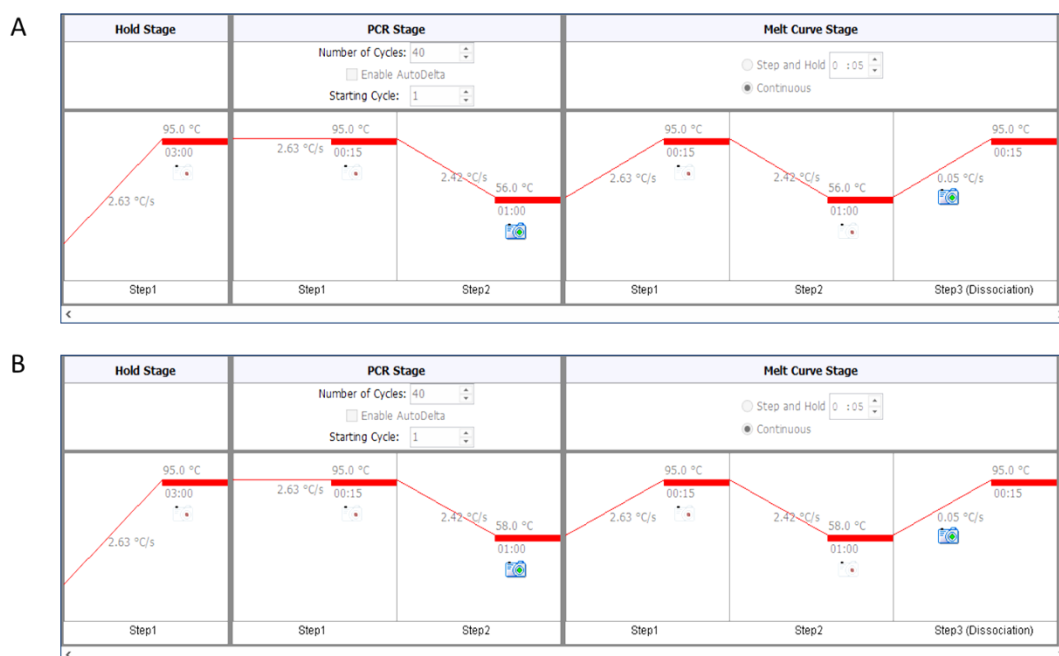 A
Hold Stage PCR Stage Melt Curve Stage
Number of Cycles: 40
Enable AutoDelta
Starting Cycle: 1
Step and Hold 0 :05
Continuous
95.0 °C 95.0 °C 95.0 °C 95.0 °C
03:00 2.63 °C/s 00:15 00:15 00:15
2.63 °C/s 2.42 °C/s 56.0 °C 2.63 °C/s 2.42 °C/s 56.0 °C 0.05 °C/s
01:00 01:00
Step1 Step1 Step2 Step1 Step2 Step3 (Dissociation)
<
B
Hold Stage PCR Stage Melt Curve Stage
Number of Cycles: 40
Enable AutoDelta
Starting Cycle: 1
Step and Hold 0 :05
Continuous
95.0 °C 95.0 °C 95.0 °C 95.0 °C
03:00 2.63 °C/s 00:15 00:15 00:15
2.63 °C/s 2.42 °C/s 58.0 °C 2.63 °C/s 2.42 °C/s 58.0 °C 0.05 °C/s
01:00 01:00
Step1 Step1 Step2 Step1 Step2 Step3 (Dissociation)
<